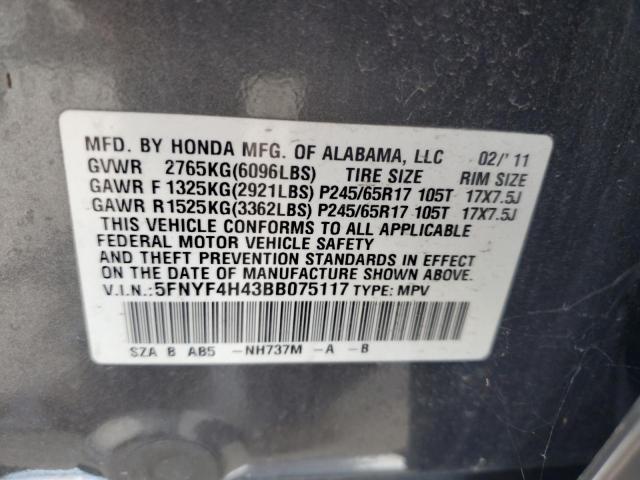 MFD. BY HONDA MFG. OF ALABAMA, LLC 02/'11
GVWR 2765KG(6096LBS) TIRE SIZE RIM SIZE
GAWR F 1325KG(2921LBS) P245/65R17 105T 17X7.5J
GAWR R 1525KG(3362LBS) P245/65R17 105T 17X7.5J
THIS VEHICLE CONFORMS TO ALL APPLICABLE
FEDERAL MOTOR VEHICLE SAFETY
AND THEFT PREVENTION STANDARDS IN EFFECT
ON THE DATE OF MANUFACTURE SHOWN ABOVE.
V.I.N.:5FNYF4H43BB075117 TYPE: MPV
SZA B AB5 -NH737M -A -B